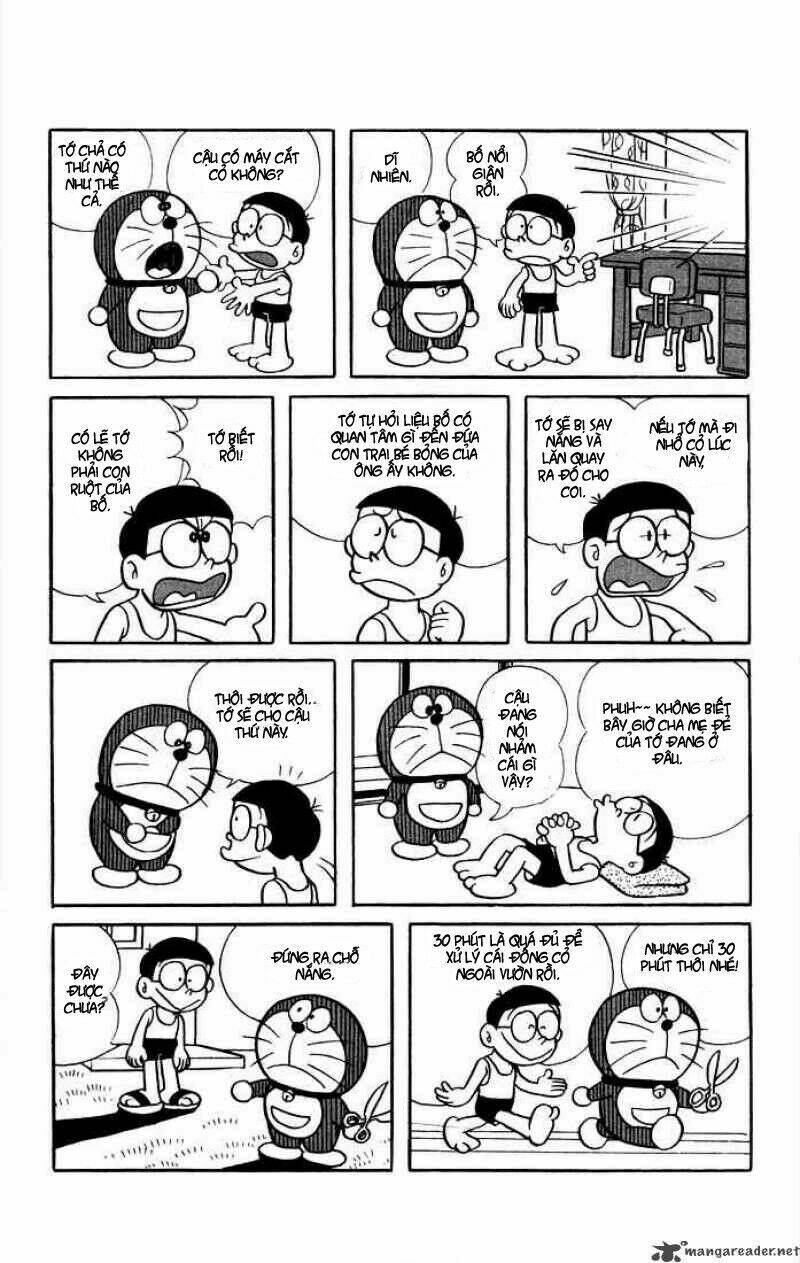 BỐ NỔI
GIẬN
RỒI.
DĨ
NHIÊN.
CẬU CÓ MÁY CẮT
CỎ KHÔNG?
TỚ CHẢ CÓ
THỨ NÀO
NHƯ THẾ
CẢ.
NẾU TỚ MÀ ĐI
NHỔ CỎ LÚC
NÀY,
TỚ SẼ BỊ SAY
NẮNG VÀ
LĂN QUAY
RA ĐÓ CHO
COI.
TỚ TỰ HỎI LIỆU BỐ CÓ
QUAN TÂM GÌ ĐẾN ĐỨA
CON TRAI BÉ BỎNG CỦA
ÔNG ẤY KHÔNG.
TỚ BIẾT
RỒI!
CÓ LẼ TỚ
KHÔNG
PHẢI CON
RUỘT CỦA
BỐ.
PHUH~~ KHÔNG BIẾT
BÂY GIỜ CHA MẸ ĐẺ
CỦA TỚ ĐANG Ở
ĐÂU.
CẬU
ĐANG
NÓI
NHẢM
CÁI GÌ
VẬY?
THÔI ĐƯỢC RỒI..
TỚ SẼ CHO CẬU
THỨ NÀY.
NHƯNG CHỈ 30
PHÚT THÔI NHÉ!
30 PHÚT LÀ QUÁ ĐỦ ĐỂ
XỬ LÝ CÁI ĐỐNG CỎ
NGOÀI VƯỜN RỒI.
ĐỨNG RA CHỖ
NẮNG.
ĐÂY
ĐƯỢC
CHƯA?
mangareader.net